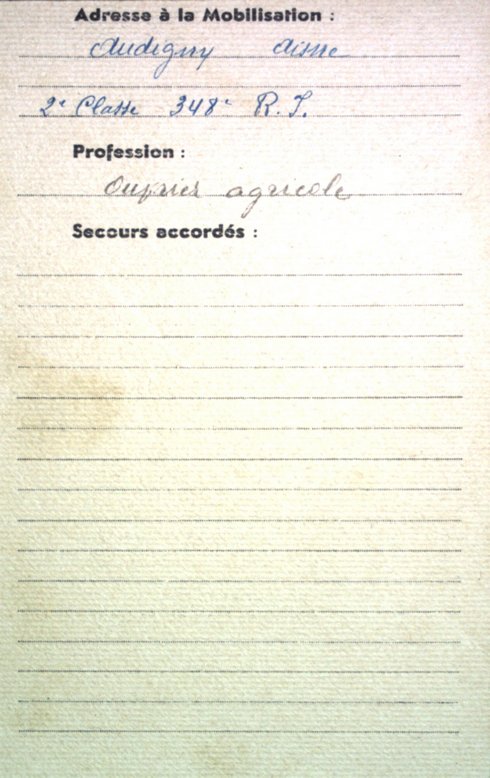 Adresse à la Mobilisation :
Audigny Aisne
2e Classe 348e R. I.
Profession :
Ouvrier agricole
Secours accordés :